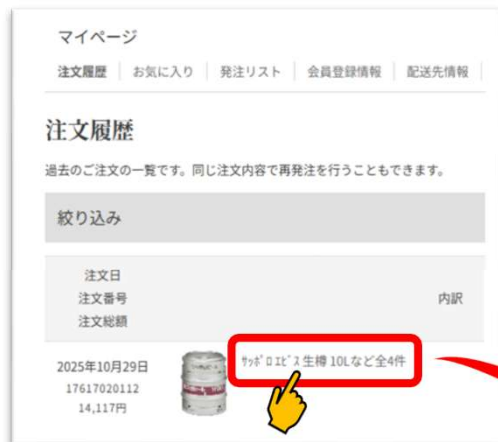 マイページ
注文履歴 お気に入り 発注リスト 会員登録情報 配送先情報
注文履歴
過去のご注文の一覧です。同じ注文内容で再発注を行うこともできます。
絞り込み
注文日
注文番号 内訳
注文総額
ｻｯﾎﾟﾛｴﾋﾞｽ生樽 10Lなど全4件
2025年10月29日
17617020112
14,117円